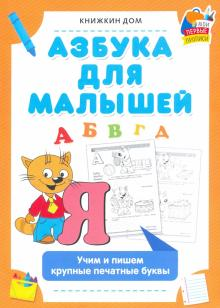 КНИЖКИН ДОМ
МОИ
ПЕРВЫЕ
ПРОПИСИ
АЗБУКА
ДЛЯ
МАЛЫШЕЙ
А Б В Г А
Я
Учим и пишем
крупные печатные буквы